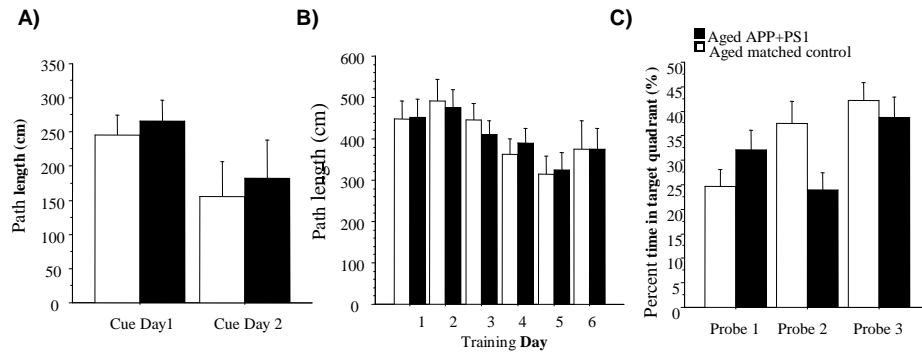 A)
B)
C)
Aged APP+PS1
Aged matched control
Path length (cm)
350
300
250
200
150
100
50
0
Cue Day1
Cue Day 2
Path length (cm)
600
500
400
300
400
600
0
1 2 3 4 5 6
Training Day
Percent time in target quadrant (%)
50
45
40
35
30
25
20
15
10
5
0
Probe 1
Probe 2
Probe 3